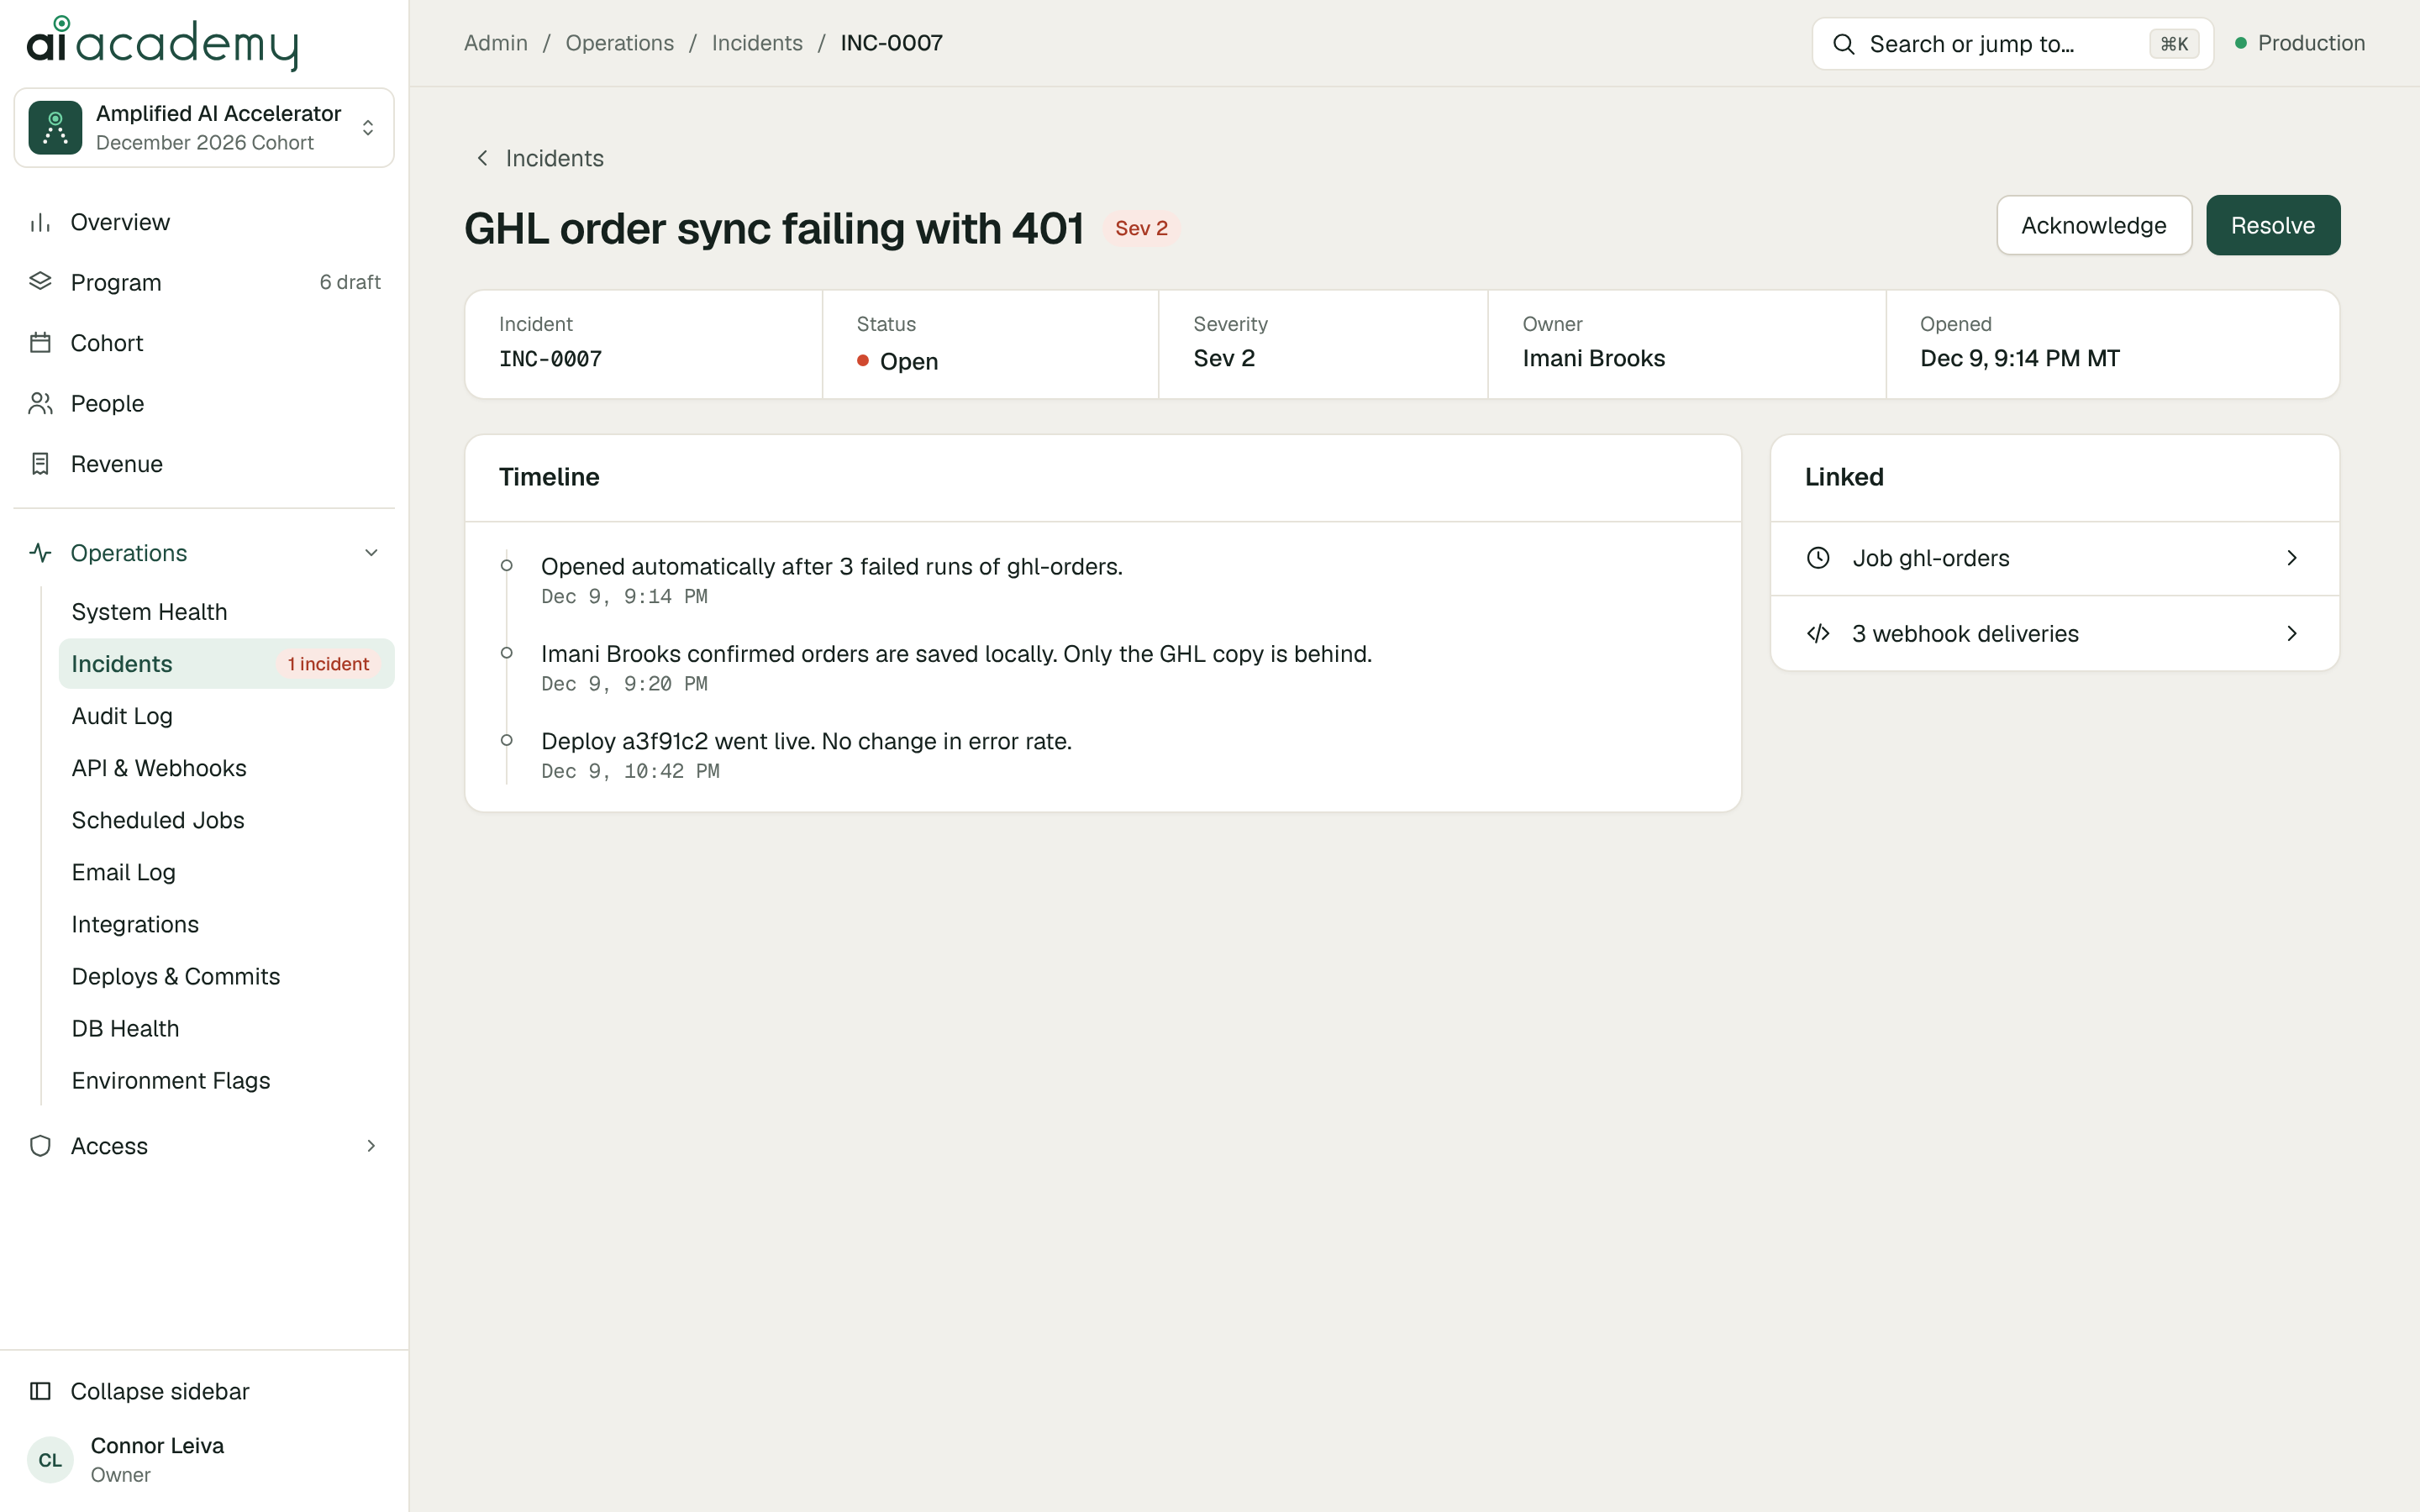 ai academy
Amplified AI Accelerator
December 2026 Cohort
Overview
Program 6 draft
Cohort
People
Revenue
Operations
System Health
Incidents 1 incident
Audit Log
API & Webhooks
Scheduled Jobs
Email Log
Integrations
Deploys & Commits
DB Health
Environment Flags
Access
Collapse sidebar
CL
Connor Leiva
Owner
Admin / Operations / Incidents / INC-0007
Search or jump to… ⌘K
Production
Incidents
GHL order sync failing with 401 Sev 2
Acknowledge
Resolve
Incident
INC-0007
Status
Open
Severity
Sev 2
Owner
Imani Brooks
Opened
Dec 9, 9:14 PM MT
Timeline
Opened automatically after 3 failed runs of ghl-orders.
Dec 9, 9:14 PM
Imani Brooks confirmed orders are saved locally. Only the GHL copy is behind.
Dec 9, 9:20 PM
Deploy a3f91c2 went live. No change in error rate.
Dec 9, 10:42 PM
Linked
Job ghl-orders
3 webhook deliveries